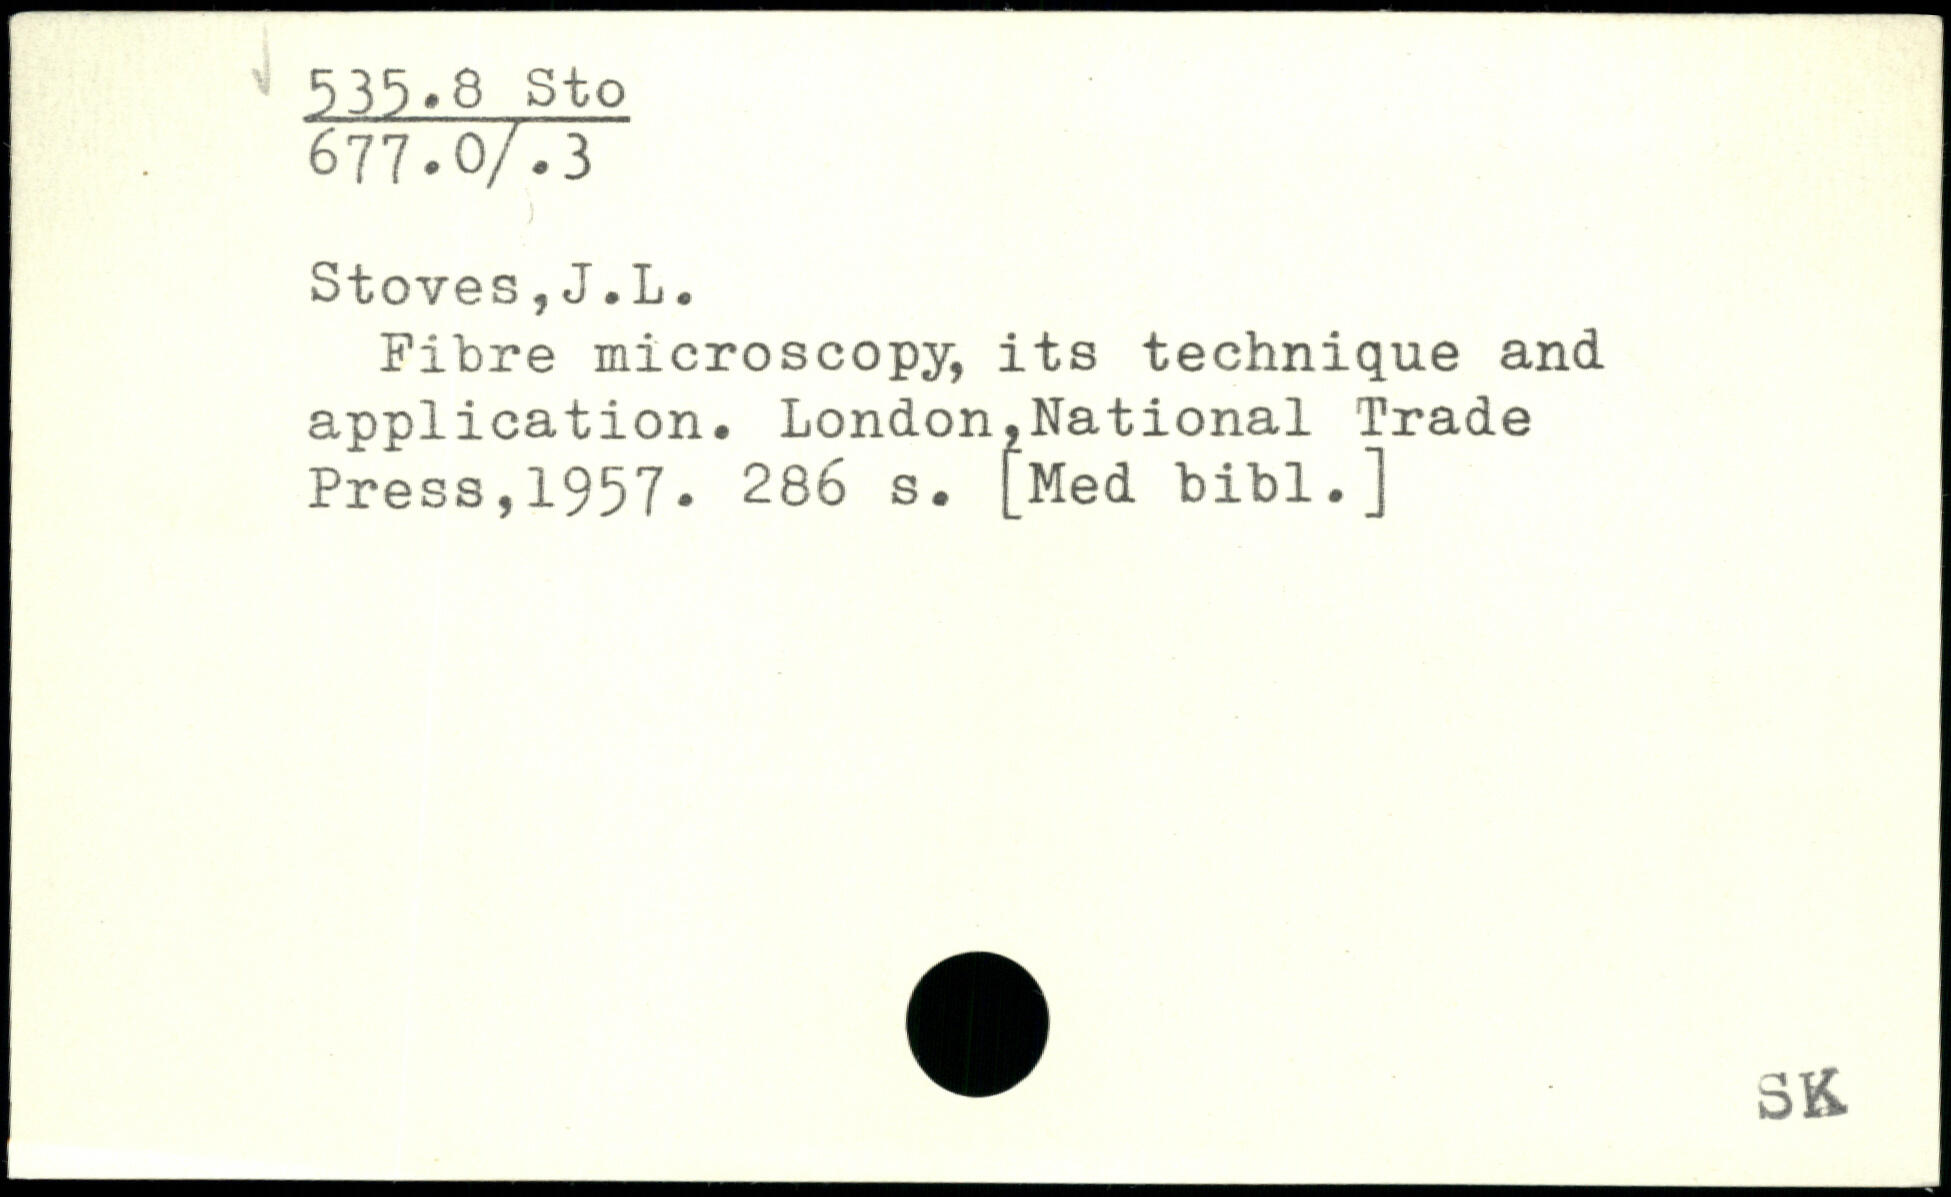 535.8 Sto
677.0/.3
Stoves,J.L.
Fibre microscopy, its technique and
application. London,National Trade
Press,1957. 286 s. [Med bibl.]
SK